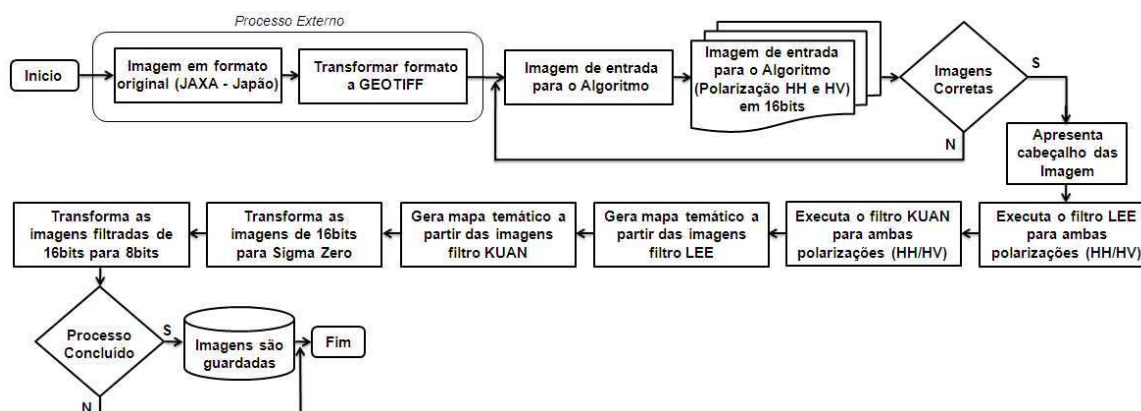 Processo Externo
Inicio
Imagem em formato
original (JAXA - Japão)
Transformar formato
a GEOTIFF
Imagem de entrada
para o Algoritmo
Imagem de entrada
para o Algoritmo
(Polarização HH e HV)
em 16bits
Imagens
Corretas
S
N
Apresenta
cabeçalho das
Imagem
Executa o filtro LEE
para ambas
polarizações (HH/HV)
Executa o filtro KUAN
para ambas
polarizações (HH/HV)
Gera mapa temático a
partir das imagens
filtro LEE
Gera mapa temático a
partir das imagens
filtro KUAN
Transforma as
imagens de 16bits
para Sigma Zero
Transforma as
imagens filtradas de
16bits para 8bits
Processo
Concluído
S
N
Imagens são
guardadas
Fim